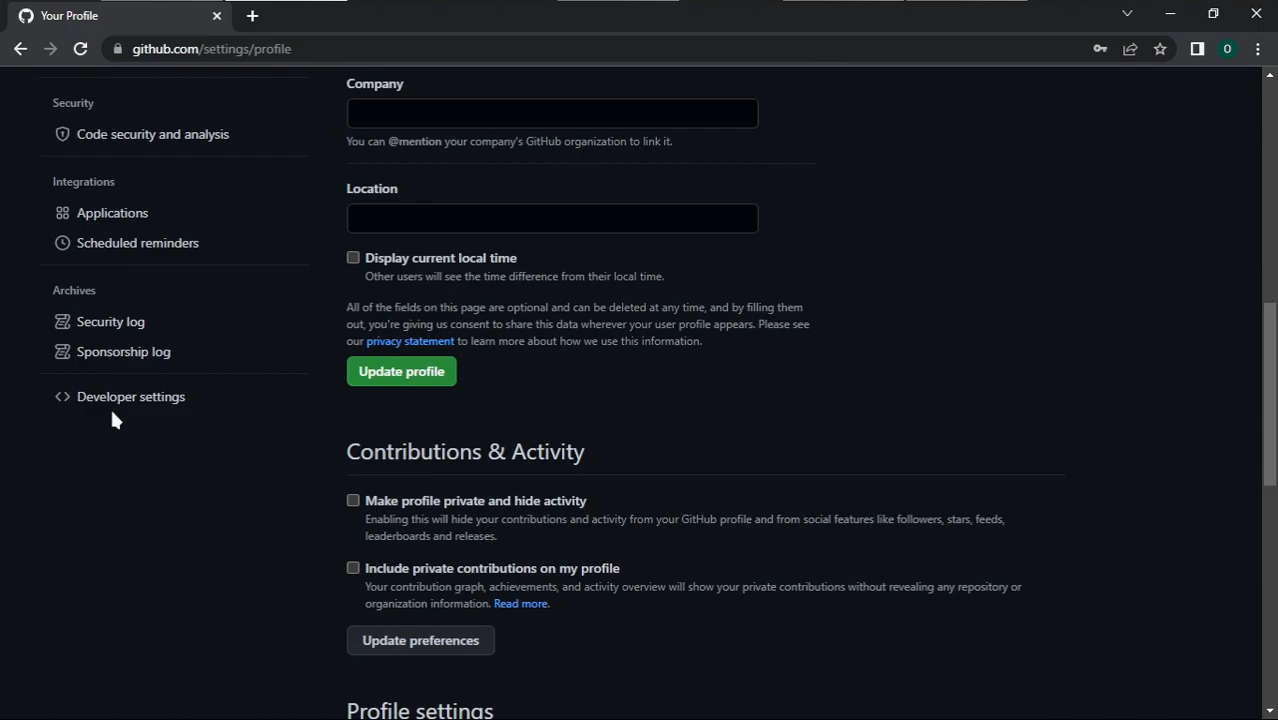 Your Profile
github.com/settings/profile
O
Security
Code security and analysis
Integrations
Applications
Scheduled reminders
Archives
Security log
Sponsorship log
Developer settings
Company
You can @mention your company's GitHub organization to link it.
Location
Display current local time
Other users will see the time difference from their local time.
All of the fields on this page are optional and can be deleted at any time, and by filling them
out, you're giving us consent to share this data wherever your user profile appears. Please see
our privacy statement to learn more about how we use this information.
Update profile
Contributions & Activity
Make profile private and hide activity
Enabling this will hide your contributions and activity from your GitHub profile and from social features like followers, stars, feeds,
leaderboards and releases.
Include private contributions on my profile
Your contribution graph, achievements, and activity overview will show your private contributions without revealing any repository or
organization information. Read more.
Update preferences
Profile settings